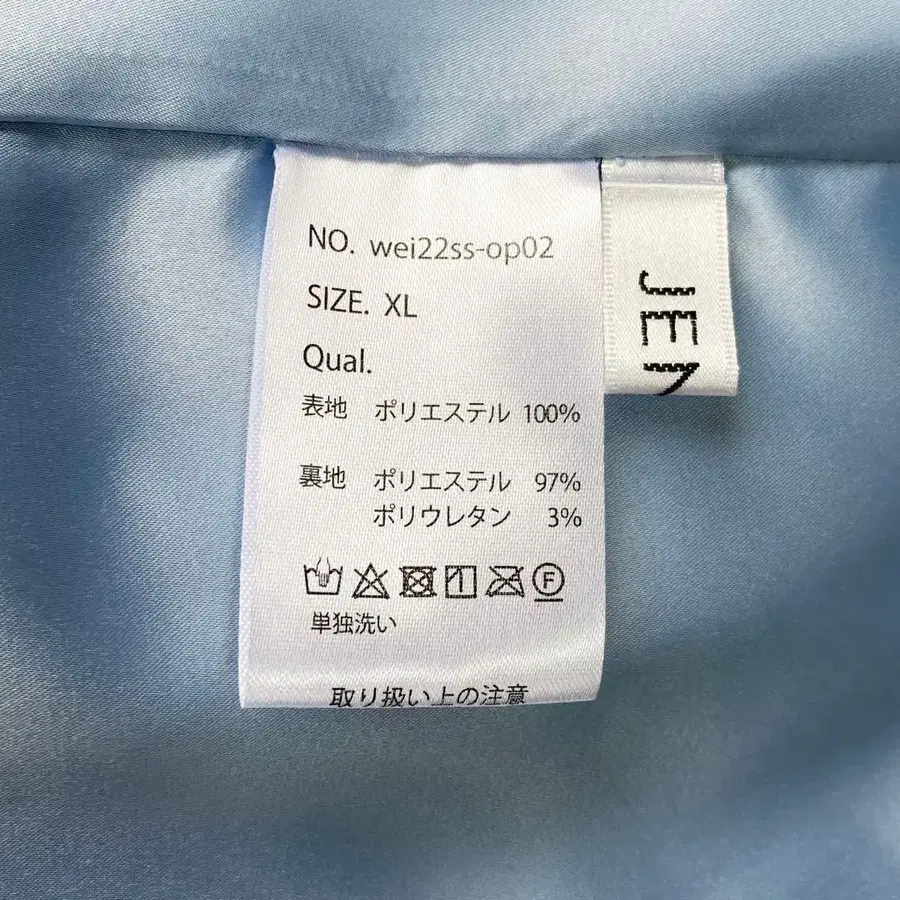 NO. wei22ss-op02
SIZE. XL
Qual.
表地 ポリエステル 100%
裏地 ポリエステル 97%
ポリウレタン 3%
F
単独洗い
取り扱い上の注意
JEN